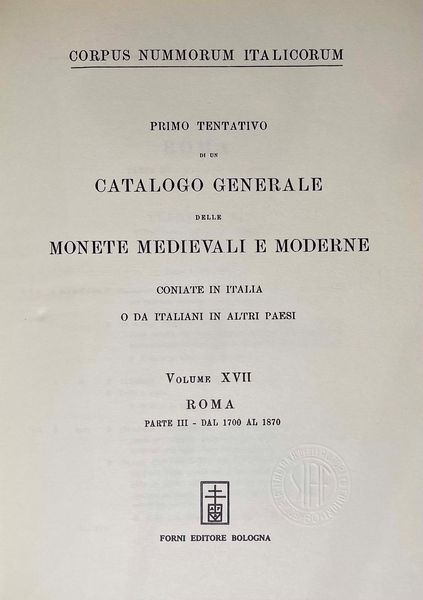 CORPUS NUMMORUM ITALICORUM
PRIMO TENTATIVO
DI UN
CATALOGO GENERALE
DELLE
MONETE MEDIEVALI E MODERNE
CONIATE IN ITALIA
O DA ITALIANI IN ALTRI PAESI
VOLUME XVII
ROMA
PARTE III - DAL 1700 AL 1870
SIAE
FORNI EDITORE BOLOGNA